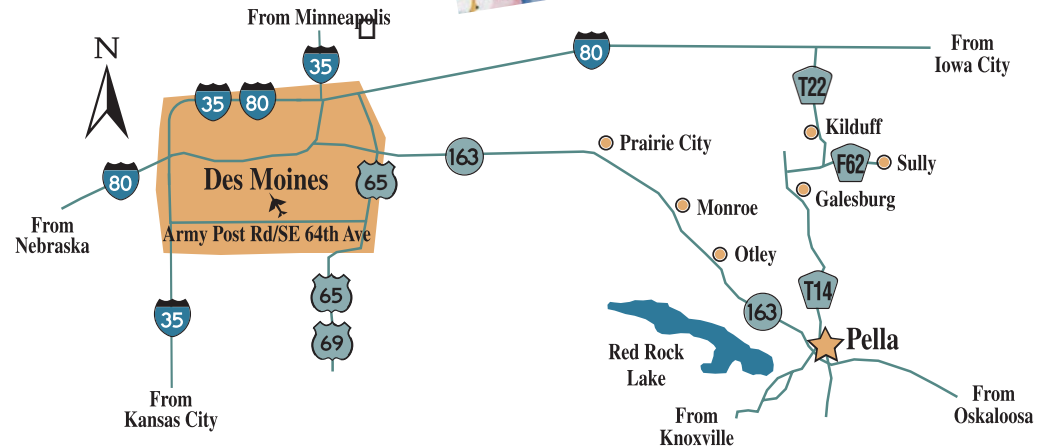 From Minneapolis
N
35
80
From
Iowa City
35
80
T22
Kilduff
163
Prairie City
F62
Sully
80
Des Moines
65
Galesburg
From
Nebraska
Monroe
Army Post Rd/SE 64th Ave
Otley
65
T14
35
163
69
Red Rock
Lake
Pella
From
Kansas City
From
Knoxville
From
Oskaloosa